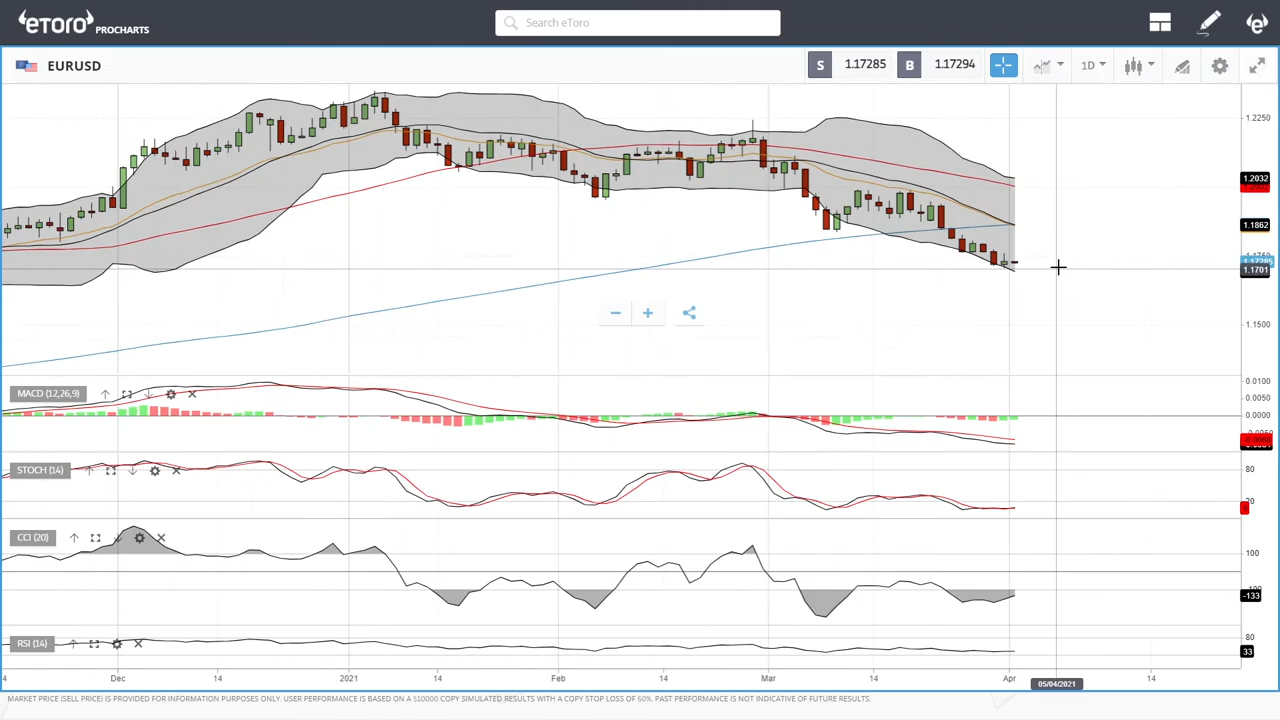 eToro PROCHARTS
Search eToro
EURUSD
S 1.17285 B 1.17294
1D
1.2250
1.2032
1.1862
1.17285
1.1701
1.1500
MACD (12,26,9)
0.0100
0.0050
0.0000
STOCH (14)
80
20
CCI (20)
100
-133
RSI (14)
80
33
4 Dec 14 2021 14 Feb 14 Mar 14 Apr 14
05/04/2021
MARKET PRICE (SELL PRICE) IS PROVIDED FOR INFORMATION PURPOSES ONLY. USER PERFORMANCE IS BASED ON A $10000 COPY SIMULATED RESULTS WITH A COPY STOP LOSS OF 60%. PAST PERFORMANCE IS NOT INDICATIVE OF FUTURE RESULTS.